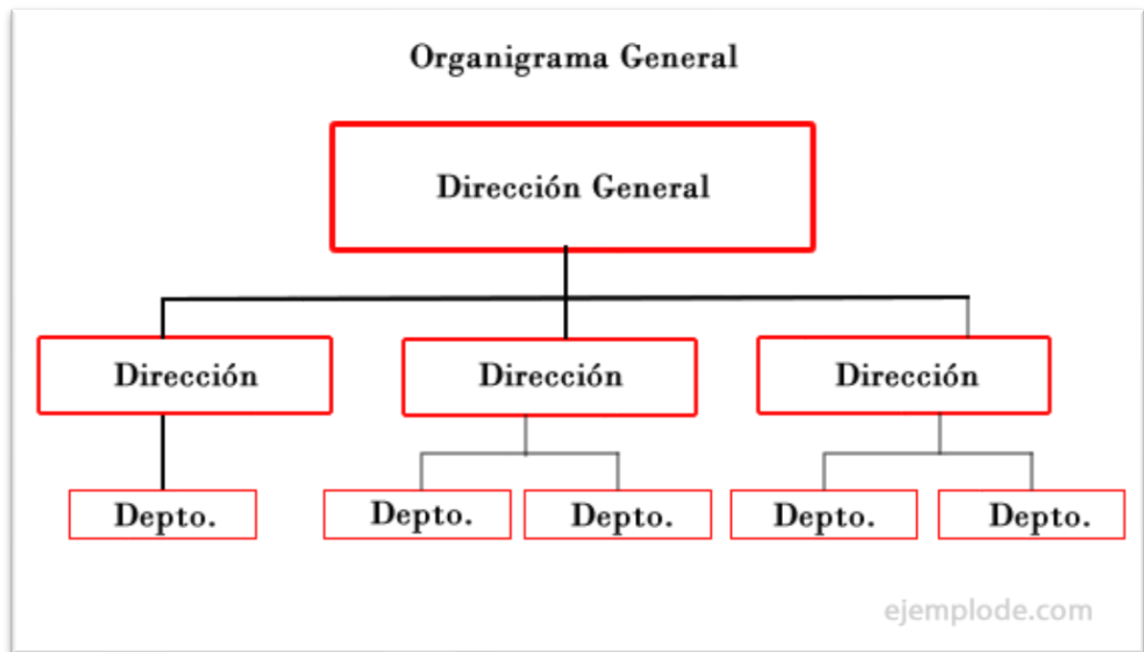 Organigrama General
Dirección General
Dirección
Dirección
Dirección
Depto.
Depto.
Depto.
Depto.
Depto.
ejemplode.com